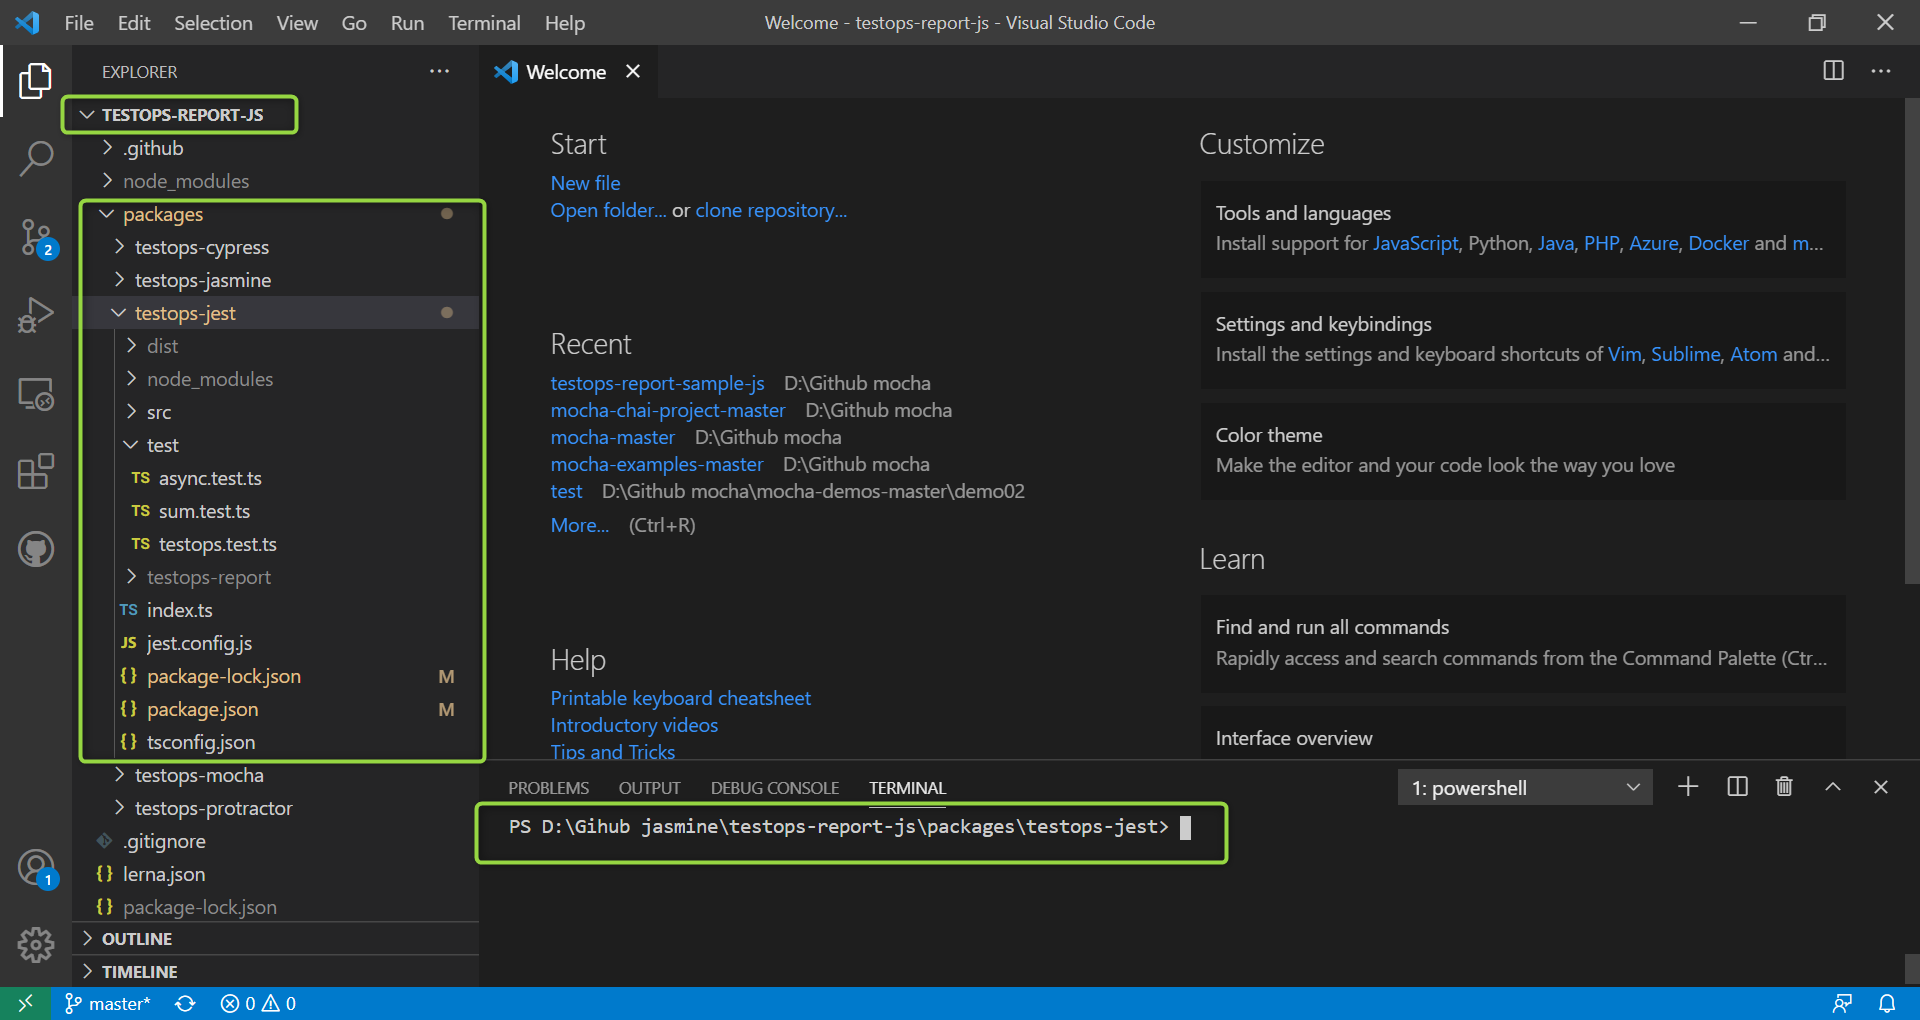 File Edit Selection View Go Run Terminal Help
Welcome - testops-report-js - Visual Studio Code
EXPLORER
TESTOPS-REPORT-JS
.github
node_modules
packages
testops-cypress
testops-jasmine
testops-jest
dist
node_modules
src
test
TS async.test.ts
TS sum.test.ts
TS testops.test.ts
testops-report
TS index.ts
JS jest.config.js
{} package-lock.json M
{} package.json M
{} tsconfig.json
testops-mocha
testops-protractor
.gitignore
{} lerna.json
{} package-lock.json
OUTLINE
TIMELINE
2
1
Welcome
Start
New file
Open folder... or clone repository...
Recent
testops-report-sample-js D:\Github mocha
mocha-chai-project-master D:\Github mocha
mocha-master D:\Github mocha
mocha-examples-master D:\Github mocha
test D:\Github mocha\mocha-demos-master\demo02
More... (Ctrl+R)
Help
Printable keyboard cheatsheet
Introductory videos
Tips and Tricks
Customize
Tools and languages
Install support for JavaScript, Python, Java, PHP, Azure, Docker and m...
Settings and keybindings
Install the settings and keyboard shortcuts of Vim, Sublime, Atom and...
Color theme
Make the editor and your code look the way you love
Learn
Find and run all commands
Rapidly access and search commands from the Command Palette (Ctr...
Interface overview
PROBLEMS OUTPUT DEBUG CONSOLE TERMINAL
1: powershell
PS D:\Gihub jasmine\testops-report-js\packages\testops-jest>
master* 0 0